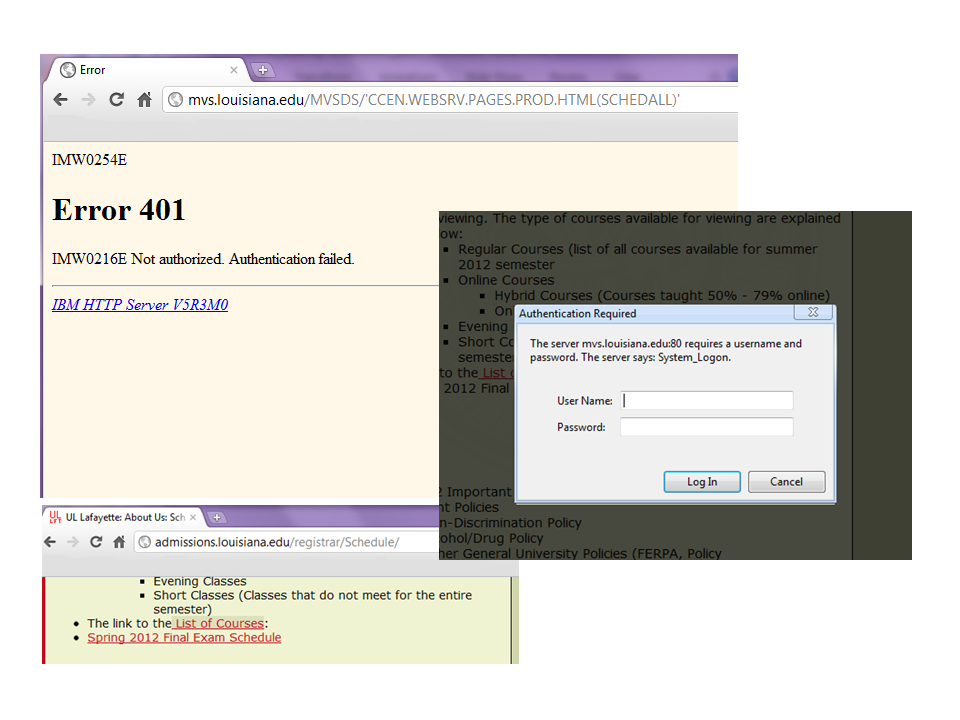 Error
mvs.louisiana.edu/MVSDS/'CCEN.WEBSRV.PAGES.PROD.HTML(SCHEDALL)'
IMW0254E
Error 401
IMW0216E Not authorized. Authentication failed.
IBM HTTP Server V5R3M0
viewing. The type of courses available for viewing are explained
ow:
Regular Courses (list of all courses available for summer
2012 semester
Online Courses
Hybrid Courses (Courses taught 50% - 79% online)
On
Evening
Short Co
semeste
to the List o
2012 Final
Authentication Required
The server mvs.louisiana.edu:80 requires a username and
password. The server says: System_Logon.
User Name:
Password:
Log In Cancel
2 Important
nt Policies
n-Discrimination Policy
cohol/Drug Policy
her General University Policies (FERPA, Policy
UL Lafayette: About Us: Sch
admissions.louisiana.edu/registrar/Schedule/
Evening Classes
Short Classes (Classes that do not meet for the entire
semester)
The link to the List of Courses:
Spring 2012 Final Exam Schedule